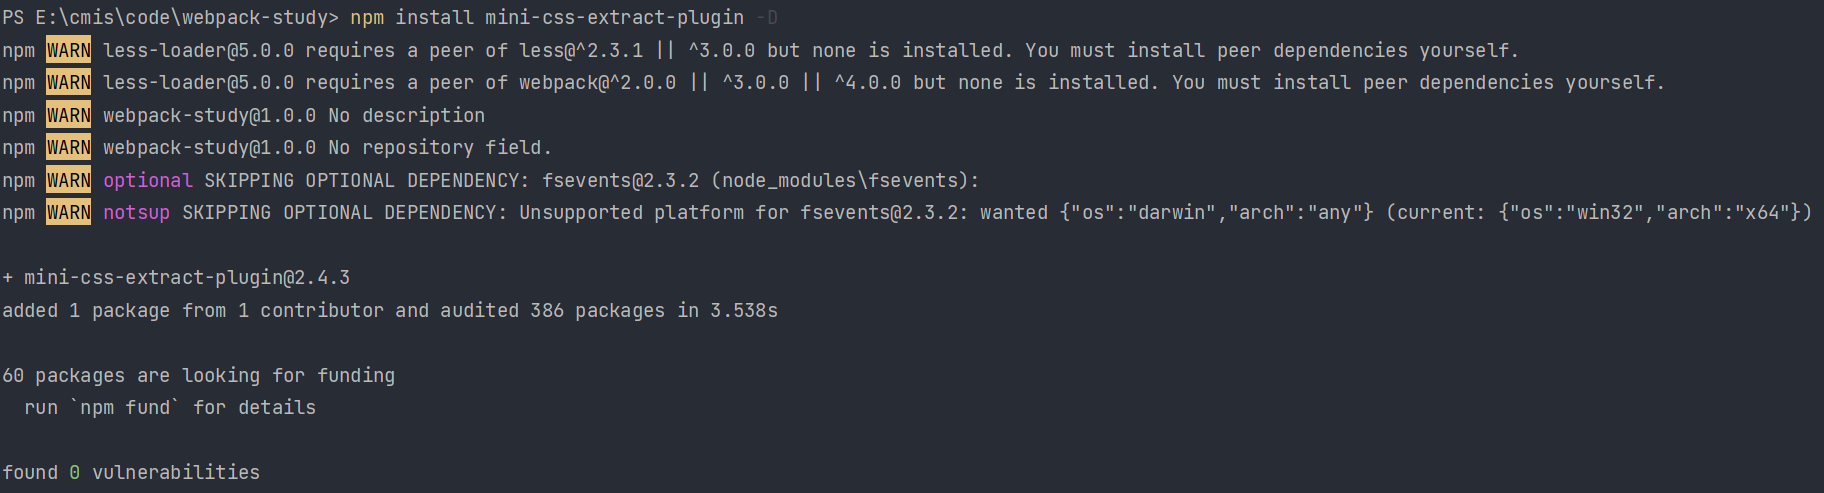 PS E:\cmis\code\webpack-study> npm install mini-css-extract-plugin -D
npm WARN less-loader@5.0.0 requires a peer of less@^2.3.1 || ^3.0.0 but none is installed. You must install peer dependencies yourself.
npm WARN less-loader@5.0.0 requires a peer of webpack@^2.0.0 || ^3.0.0 || ^4.0.0 but none is installed. You must install peer dependencies yourself.
npm WARN webpack-study@1.0.0 No description
npm WARN webpack-study@1.0.0 No repository field.
npm WARN optional SKIPPING OPTIONAL DEPENDENCY: fsevents@2.3.2 (node_modules\fsevents):
npm WARN notsup SKIPPING OPTIONAL DEPENDENCY: Unsupported platform for fsevents@2.3.2: wanted {"os":"darwin","arch":"any"} (current: {"os":"win32","arch":"x64"})
+ mini-css-extract-plugin@2.4.3
added 1 package from 1 contributor and audited 386 packages in 3.538s
60 packages are looking for funding
run `npm fund` for details
found 0 vulnerabilities